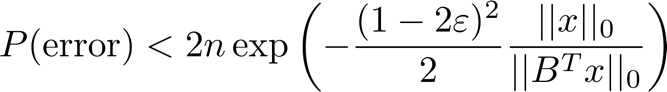 P(error) < 2n exp ( − (1 − 2ε)² / 2 ||x||₀ / ||Bᵀx||₀ )